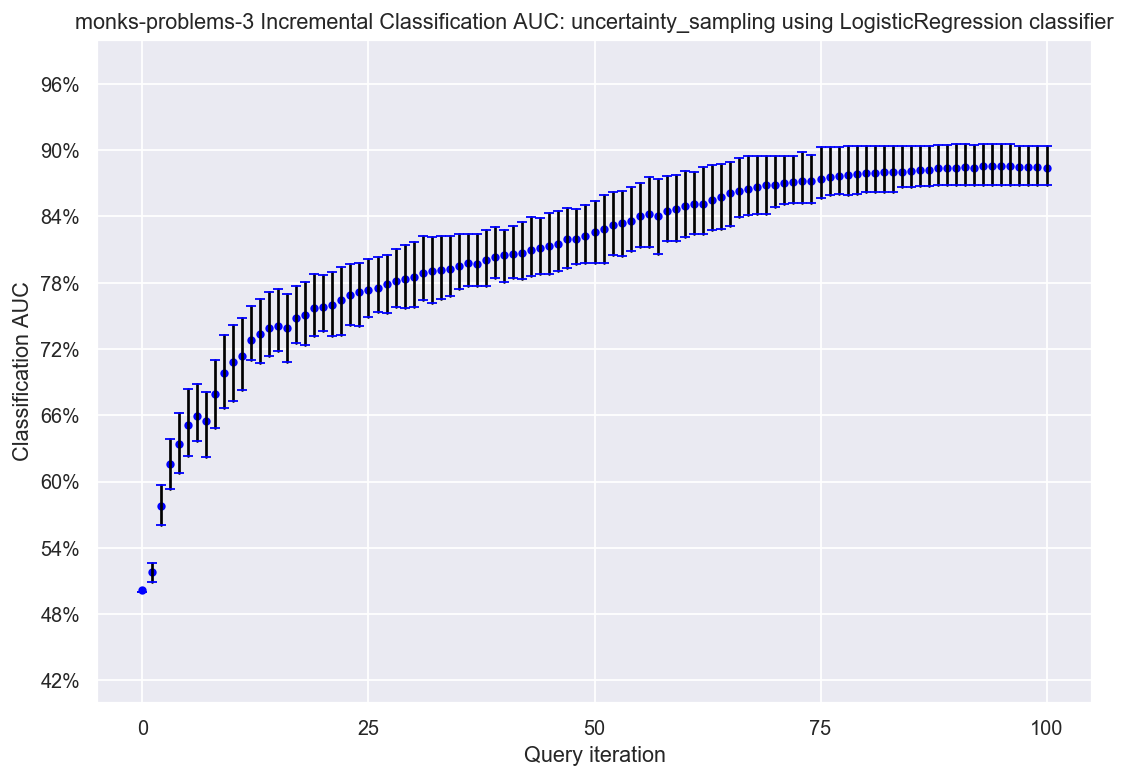 monks-problems-3 Incremental Classification AUC: uncertainty_sampling using LogisticRegression classifier
96%
90%
84%
78%
72%
66%
60%
54%
48%
42%
Classification AUC
0 25 50 75 100
Query iteration